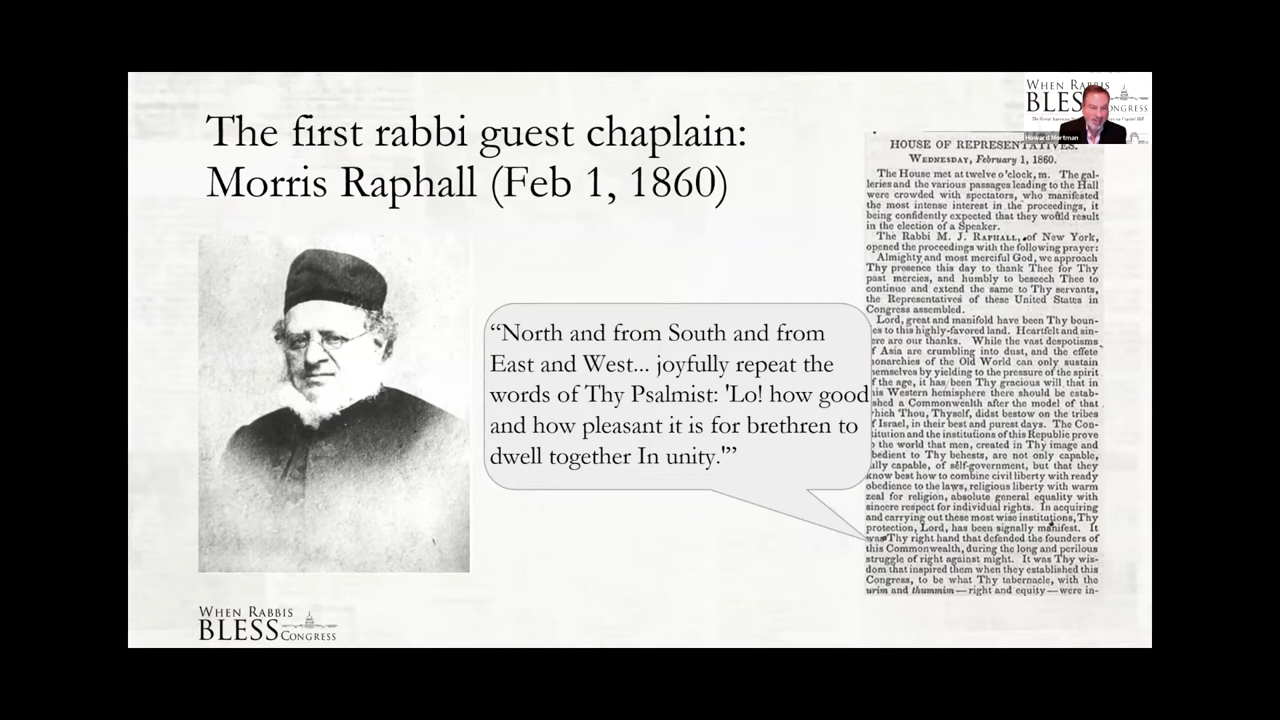 The first rabbi guest chaplain:
Morris Raphall (Feb 1, 1860)
“North and from South and from
East and West... joyfully repeat the
words of Thy Psalmist: 'Lo! how good
and how pleasant it is for brethren to
dwell together In unity.'”
WHEN RABBIS
BLESS CONGRESS
WHEN RABBIS
BLESS CONGRESS
Howard Mortman
HOUSE OF REPRESENTATIVES.
WEDNESDAY, February 1, 1860.
The House met at twelve o'clock, m. The gal-
leries and the various passages leading to the Hall
were crowded with spectators, who manifested
the most intense interest in the proceedings, it
being confidently expected that they would result
in the election of a Speaker.
The Rabbi M. J. RAPHALL, of New York,
opened the proceedings with the following prayer:
Almighty and most merciful God, we approach
Thy presence this day to thank Thee for Thy
past mercies, and humbly to beseech Thee to
continue and extend the same to Thy servants,
the Representatives of these United States in
Congress assembled.
Lord, great and manifold have been Thy boun-
es to this highly-favored land. Heartfelt and sin-
ere are our thanks. While the vast despotisms
f Asia are crumbling into dust, and the effete
onarchies of the Old World can only sustain
hemselves by yielding to the pressure of the spirit
f the age, it has been Thy gracious will that in
his Western hemisphere there should be estab-
shed a Commonwealth after the model of that
hich Thou, Thyself, didst bestow on the tribes
f Israel, in their best and purest days. The Con-
titution and the institutions of this Republic prove
o the world that men, created in Thy image and
bedient to Thy behests, are not only capable,
ully capable, of self-government, but that they
know best how to combine civil liberty with ready
obedience to the laws, religious liberty with warm
zeal for religion, absolute general equality with
sincere respect for individual rights. In acquiring
and carrying out these most wise institutions, Thy
protection, Lord, has been signally manifest. It
was Thy right hand that defended the founders of
this Commonwealth, during the long and perilous
struggle of right against might. It was Thy wis-
dom that inspired them when they established this
Congress, to be what Thy tabernacle, with the
urim and thummim—right and equity—were in-